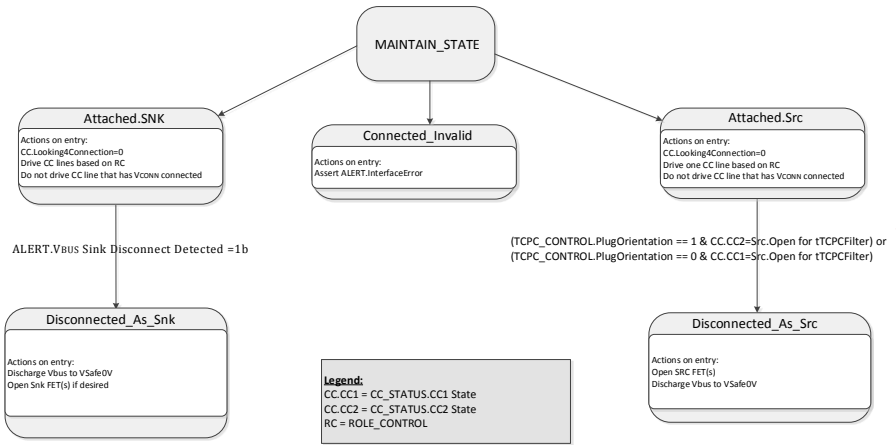 MAINTAIN_STATE
Attached.SNK
Actions on entry:
CC.Looking4Connection=0
Drive CC lines based on RC
Do not drive CC line that has VCONN connected
Connected_Invalid
Actions on entry:
Assert ALERT.InterfaceError
Attached.Src
Actions on entry:
CC.Looking4Connection=0
Drive one CC line based on RC
Do not drive CC line that has VCONN connected
ALERT.VBUS Sink Disconnect Detected =1b
(TCPC_CONTROL.PlugOrientation == 1 & CC.CC2=Src.Open for tTCPCFilter) or
(TCPC_CONTROL.PlugOrientation == 0 & CC.CC1=Src.Open for tTCPCFilter)
Disconnected_As_Snk
Actions on entry:
Discharge Vbus to VSafe0V
Open Snk FET(s) if desired
Disconnected_As_Src
Actions on entry:
Open SRC FET(s)
Discharge Vbus to VSafe0V
Legend:
CC.CC1 = CC_STATUS.CC1 State
CC.CC2 = CC_STATUS.CC2 State
RC = ROLE_CONTROL